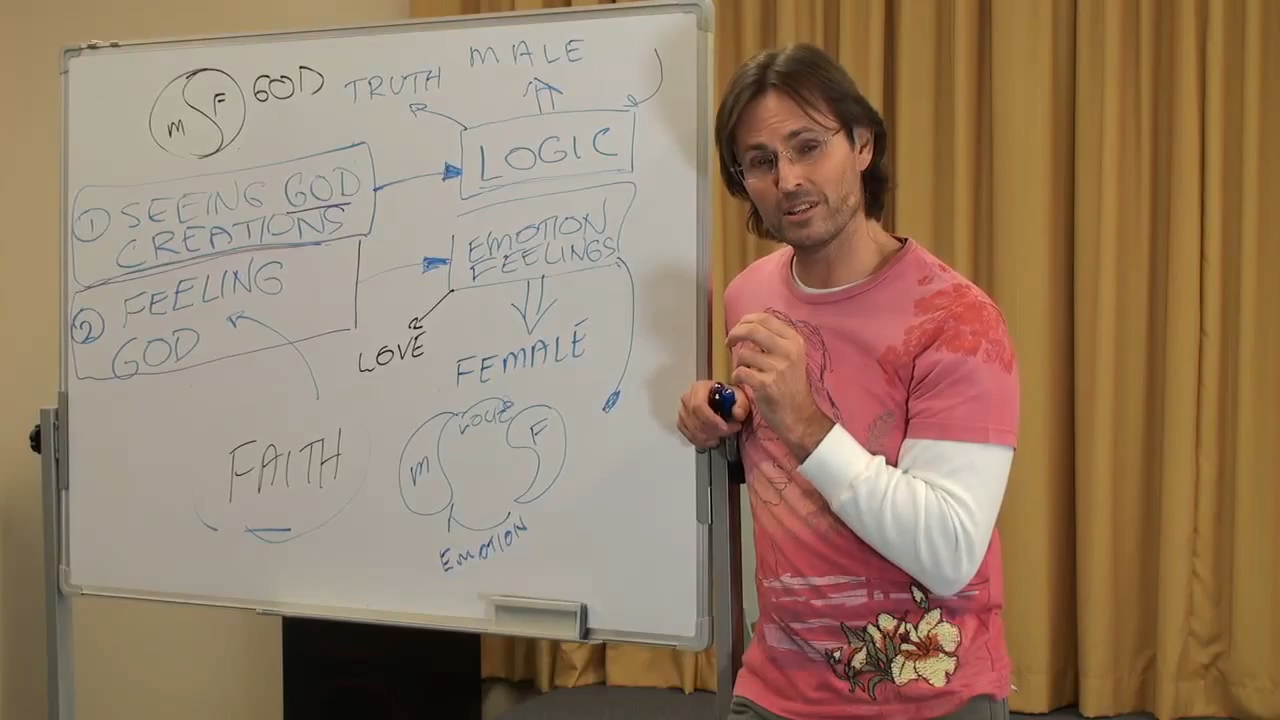 MALE
TRUTH
GOD
M F
LOGIC
① SEEING GOD
CREATIONS
EMOTION
FEELINGS
② FEELING
GOD
LOVE
FEMALE
FAITH
LOVE
M F
EMOTION